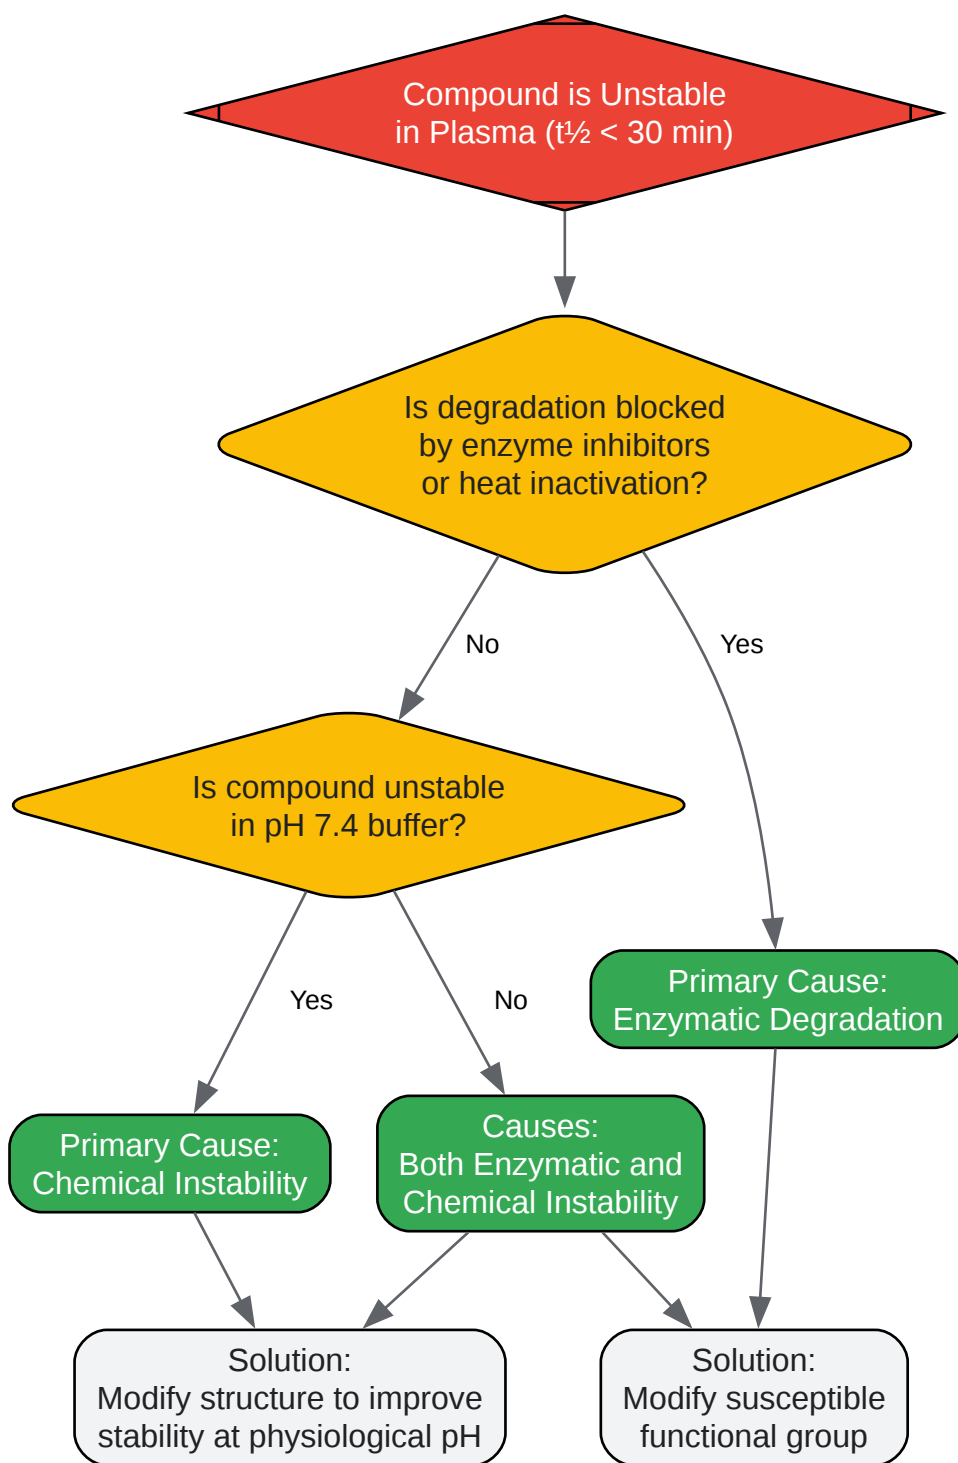 Compound is Unstable
in Plasma (t½ < 30 min)
Is degradation blocked
by enzyme inhibitors
or heat inactivation?
No
Yes
Is compound unstable
in pH 7.4 buffer?
Yes
No
Primary Cause:
Enzymatic Degradation
Primary Cause:
Chemical Instability
Causes:
Both Enzymatic and
Chemical Instability
Solution:
Modify structure to improve
stability at physiological pH
Solution:
Modify susceptible
functional group